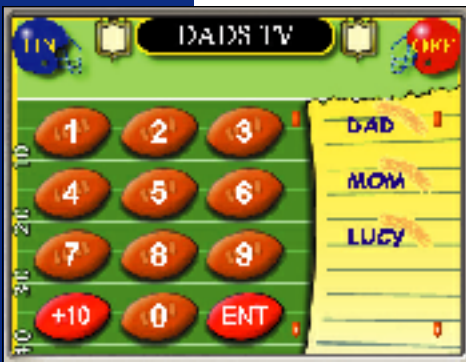 ON DADS TV OFF
1 2 3
4 5 6
7 8 9
+10 0 ENT
DAD
MOM
LUCY
10
20
30
40